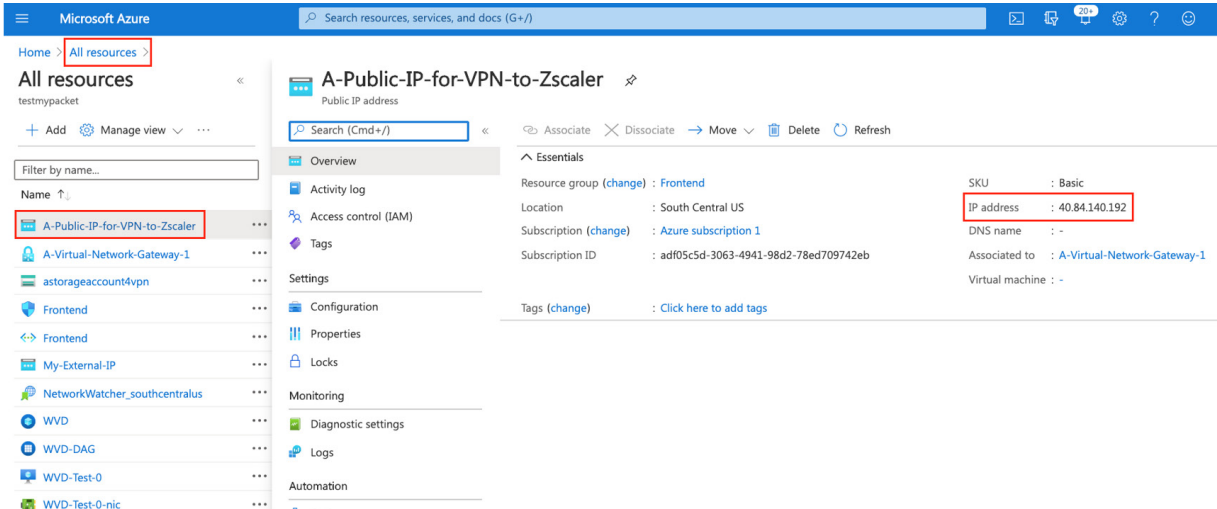 Microsoft Azure
Search resources, services, and docs (G+/)
20+
Home > All resources >
All resources
testmypacket
Add Manage view ...
Filter by name...
Name ↑↓
A-Public-IP-for-VPN-to-Zscaler ...
A-Virtual-Network-Gateway-1 ...
astorageaccount4vpn ...
Frontend ...
Frontend ...
My-External-IP ...
NetworkWatcher_southcentralus ...
WVD ...
WVD-DAG ...
WVD-Test-0 ...
WVD-Test-0-nic ...
A-Public-IP-for-VPN-to-Zscaler
Public IP address
Search (Cmd+/)
Overview
Activity log
Access control (IAM)
Tags
Settings
Configuration
Properties
Locks
Monitoring
Diagnostic settings
Logs
Automation
Associate Dissociate Move Delete Refresh
Essentials
Resource group (change) : Frontend
Location : South Central US
Subscription (change) : Azure subscription 1
Subscription ID : adf05c5d-3063-4941-98d2-78ed709742eb
SKU : Basic
IP address : 40.84.140.192
DNS name : -
Associated to : A-Virtual-Network-Gateway-1
Virtual machine : -
Tags (change) : Click here to add tags